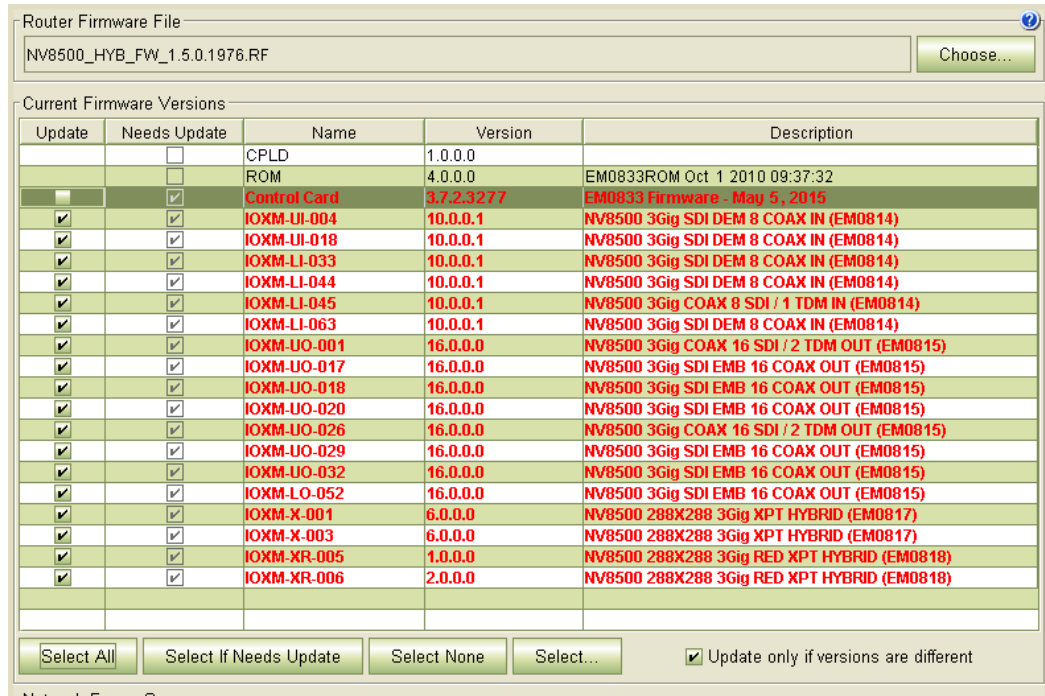 Router Firmware File
NV8500_HYB_FW_1.5.0.1976.RF Choose...
Current Firmware Versions
Update Needs Update Name Version Description
CPLD 1.0.0.0
ROM 4.0.0.0 EM0833ROM Oct 1 2010 09:37:32
Control Card 3.7.2.3277 EM0833 Firmware - May 5, 2015
IOXM-UI-004 10.0.0.1 NV8500 3Gig SDI DEM 8 COAX IN (EM0814)
IOXM-UI-018 10.0.0.1 NV8500 3Gig SDI DEM 8 COAX IN (EM0814)
IOXM-LI-033 10.0.0.1 NV8500 3Gig SDI DEM 8 COAX IN (EM0814)
IOXM-LI-044 10.0.0.1 NV8500 3Gig SDI DEM 8 COAX IN (EM0814)
IOXM-LI-045 10.0.0.1 NV8500 3Gig COAX 8 SDI / 1 TDM IN (EM0814)
IOXM-LI-063 10.0.0.1 NV8500 3Gig SDI DEM 8 COAX IN (EM0814)
IOXM-UO-001 16.0.0.0 NV8500 3Gig COAX 16 SDI / 2 TDM OUT (EM0815)
IOXM-UO-017 16.0.0.0 NV8500 3Gig SDI EMB 16 COAX OUT (EM0815)
IOXM-UO-018 16.0.0.0 NV8500 3Gig SDI EMB 16 COAX OUT (EM0815)
IOXM-UO-020 16.0.0.0 NV8500 3Gig SDI EMB 16 COAX OUT (EM0815)
IOXM-UO-026 16.0.0.0 NV8500 3Gig COAX 16 SDI / 2 TDM OUT (EM0815)
IOXM-UO-029 16.0.0.0 NV8500 3Gig SDI EMB 16 COAX OUT (EM0815)
IOXM-UO-032 16.0.0.0 NV8500 3Gig SDI EMB 16 COAX OUT (EM0815)
IOXM-LO-052 16.0.0.0 NV8500 3Gig SDI EMB 16 COAX OUT (EM0815)
IOXM-X-001 6.0.0.0 NV8500 288X288 3Gig XPT HYBRID (EM0817)
IOXM-X-003 6.0.0.0 NV8500 288X288 3Gig XPT HYBRID (EM0817)
IOXM-XR-005 1.0.0.0 NV8500 288X288 3Gig RED XPT HYBRID (EM0818)
IOXM-XR-006 2.0.0.0 NV8500 288X288 3Gig RED XPT HYBRID (EM0818)
Select All Select If Needs Update Select None Select... Update only if versions are different